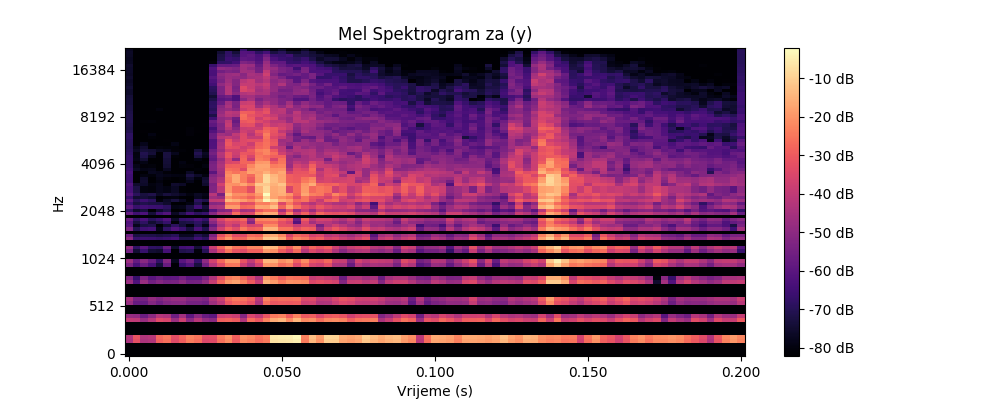 Mel Spektrogram za (y)
Hz
16384
8192
4096
2048
1024
512
0
0.000 0.050 0.100 0.150 0.200
Vrijeme (s)
-10 dB
-20 dB
-30 dB
-40 dB
-50 dB
-60 dB
-70 dB
-80 dB